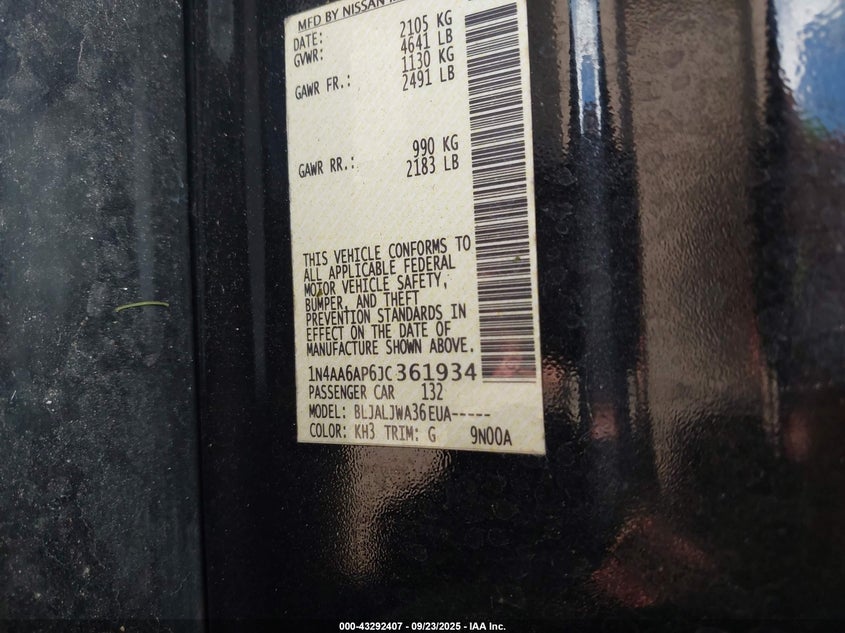 MFD BY NISSAN
DATE: 2105 KG
GVWR: 4641 LB
1130 KG
GAWR FR.: 2491 LB
990 KG
GAWR RR.: 2183 LB
THIS VEHICLE CONFORMS TO
ALL APPLICABLE FEDERAL
MOTOR VEHICLE SAFETY,
BUMPER, AND THEFT
PREVENTION STANDARDS IN
EFFECT ON THE DATE OF
MANUFACTURE SHOWN ABOVE.
1N4AA6AP6JC361934
PASSENGER CAR 132
MODEL: BLJALJWA36EUA-----
COLOR: KH3 TRIM: G 9N00A
000-43292407 - 09/23/2025 - IAA Inc.